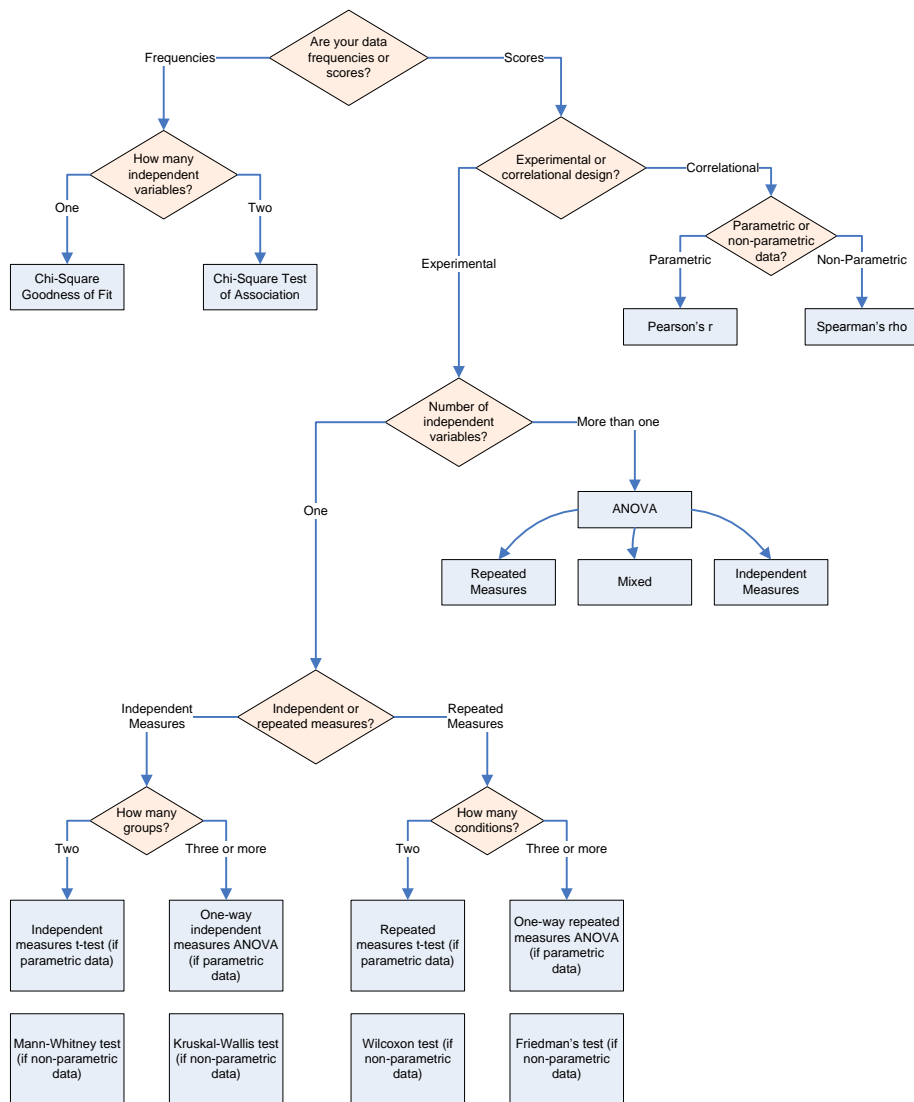 Are your data
frequencies or
scores?
Frequencies
Scores
How many
independent
variables?
Experimental or
correlational design?
Correlational
One
Two
Parametric or
non-parametric
data?
Parametric
Non-Parametric
Experimental
Chi-Square
Goodness of Fit
Chi-Square Test
of Association
Pearson's r
Spearman's rho
Number of
independent
variables?
More than one
One
ANOVA
Repeated
Measures
Mixed
Independent
Measures
Independent or
repeated measures?
Independent
Measures
Repeated
Measures
How many
groups?
How many
conditions?
Two
Three or more
Two
Three or more
Independent
measures t-test (if
parametric data)
One-way
independent
measures ANOVA
(if parametric
data)
Repeated
measures t-test (if
parametric data)
One-way repeated
measures ANOVA
(if parametric
data)
Mann-Whitney test
(if non-parametric
data)
Kruskal-Wallis test
(if non-parametric
data)
Wilcoxon test (if
non-parametric
data)
Friedman's test (if
non-parametric
data)